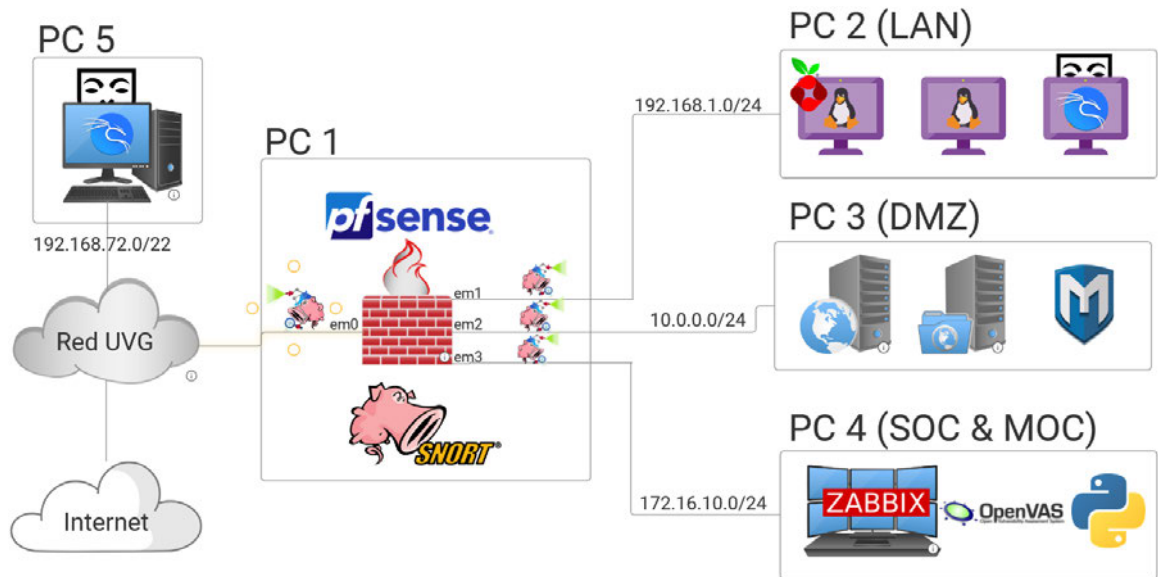 PC 5
PC 2 (LAN)
192.168.1.0/24
PC 1
pfsense
192.168.72.0/22
PC 3 (DMZ)
em1
em0
em2
10.0.0.0/24
Red UVG
em3
M
SNORT
PC 4 (SOC & MOC)
172.16.10.0/24
ZABBIX
OpenVAS
Internet